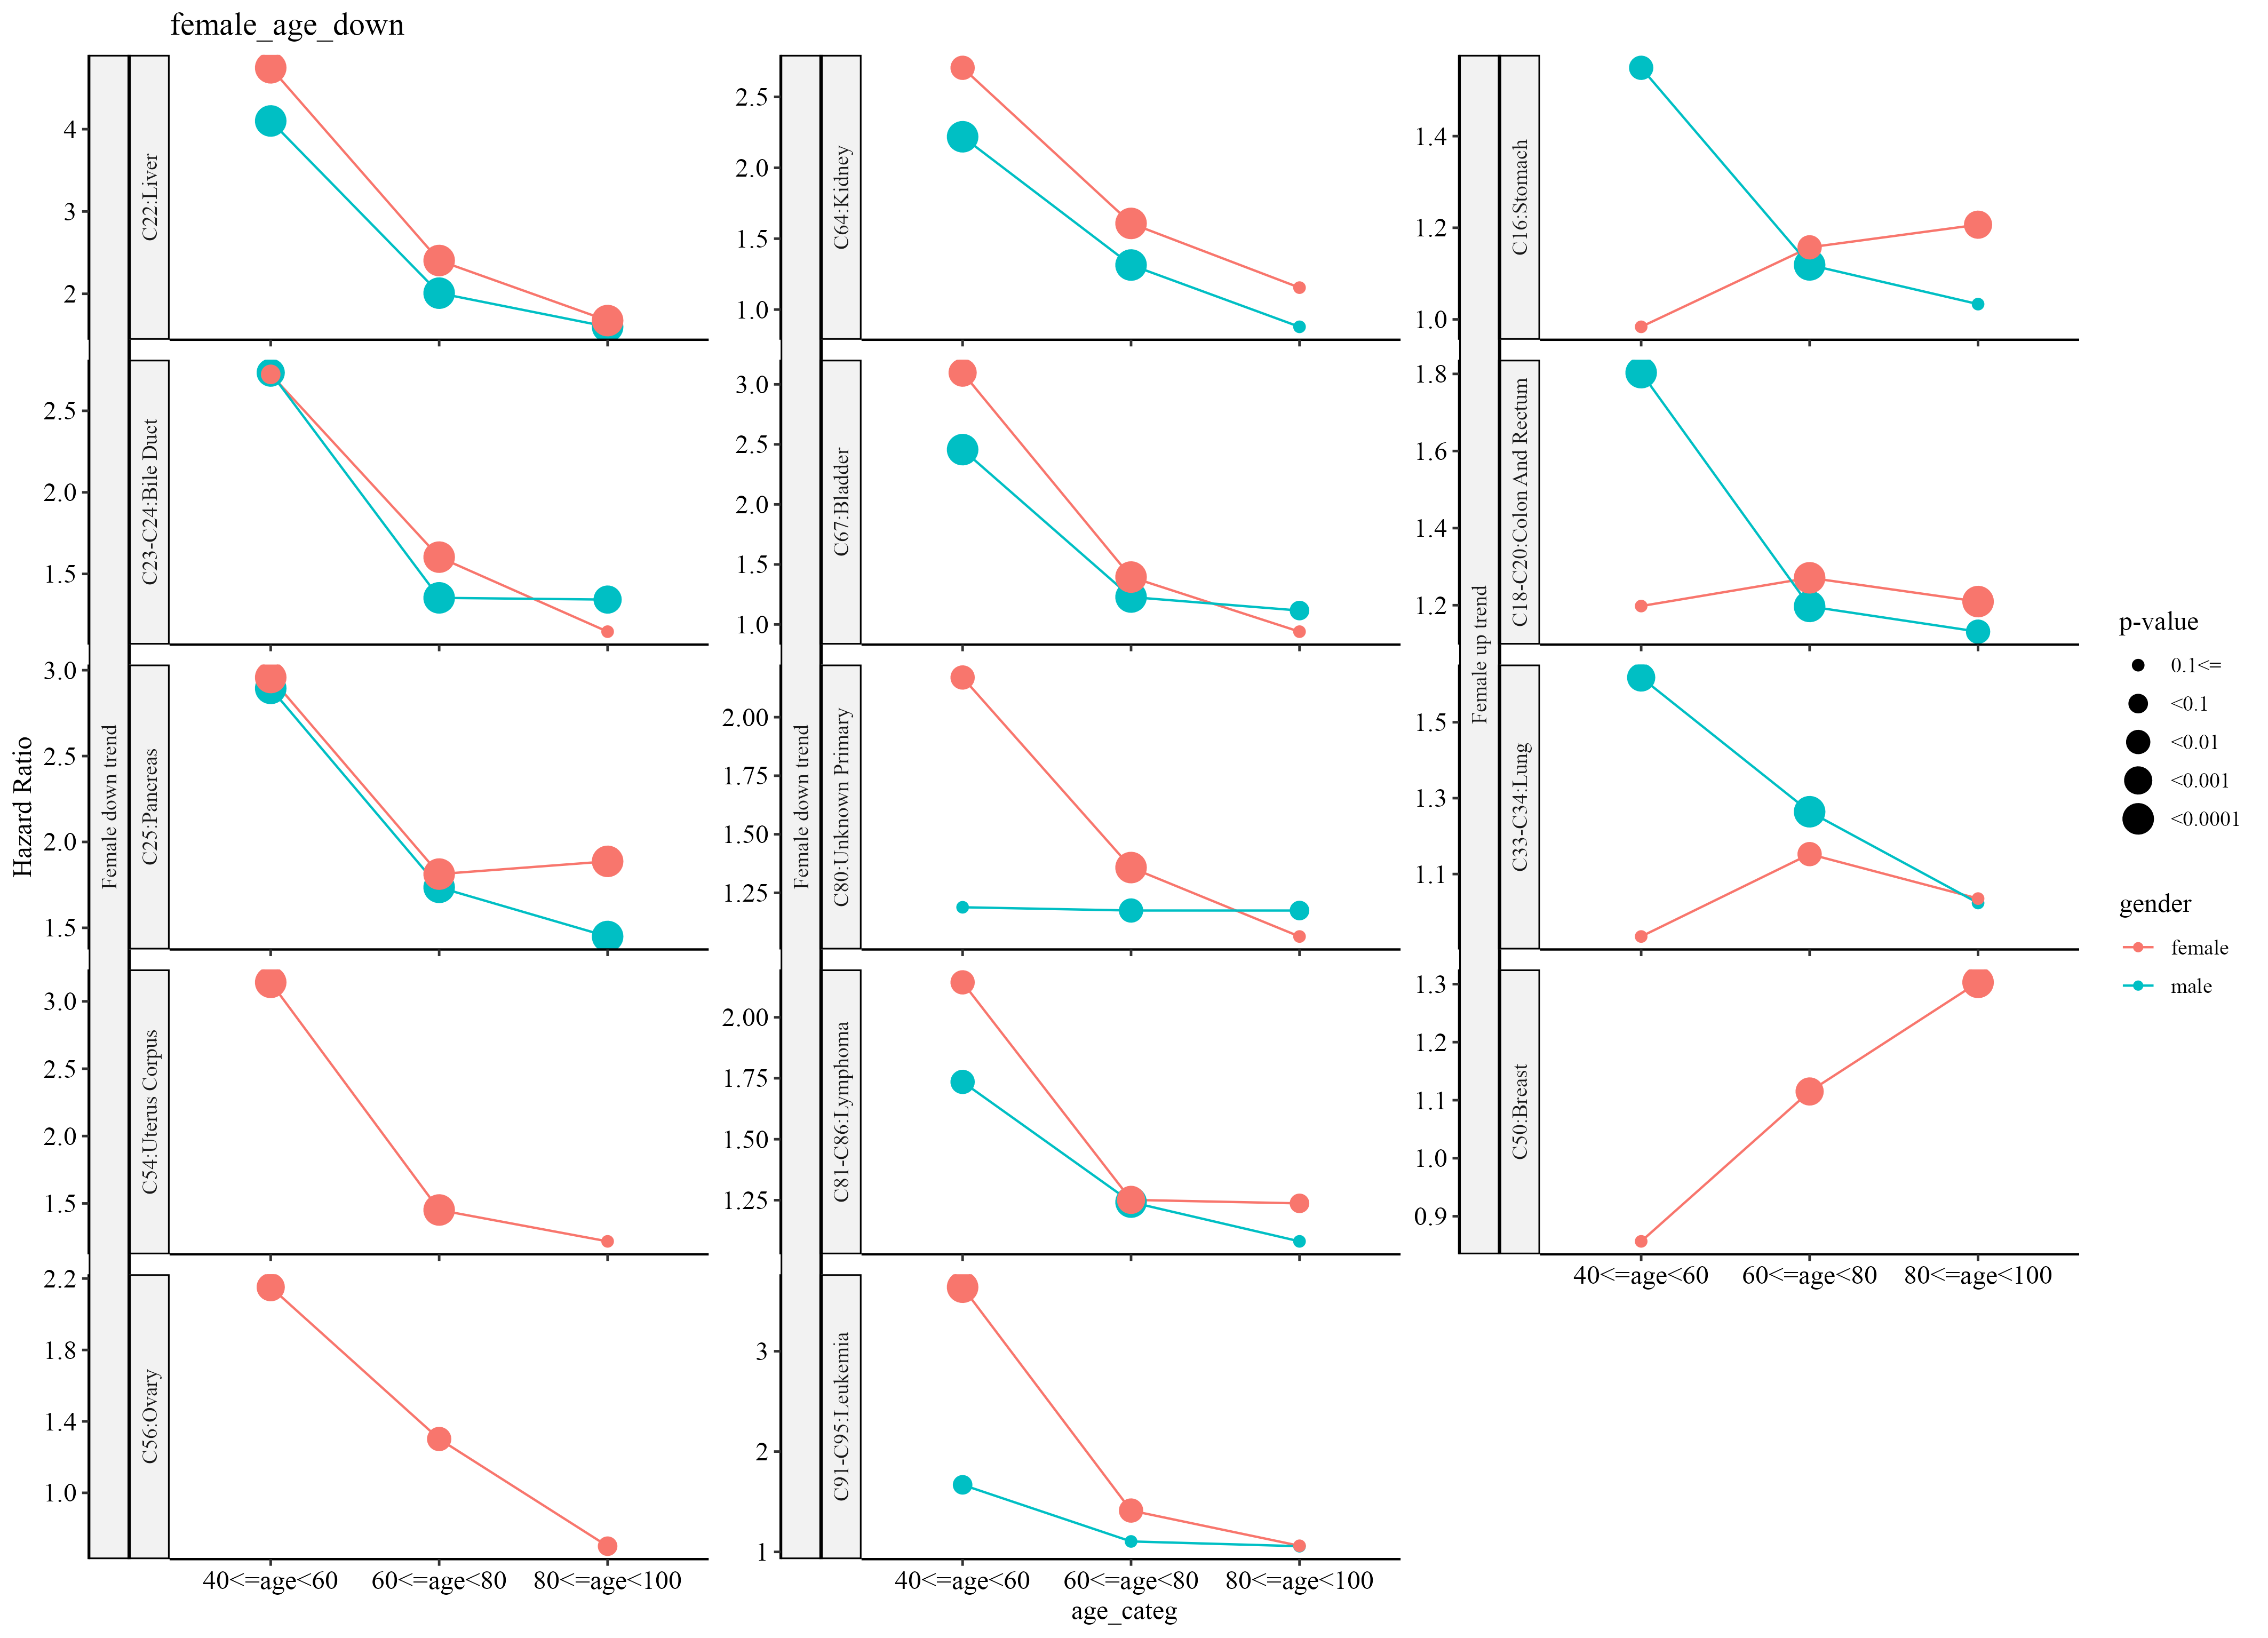 female_age_down
Hazard Ratio
Female down trend
C22:Liver
4
3
2
C23-C24:Bile Duct
2.5
2.0
1.5
C25:Pancreas
3.0
2.5
2.0
1.5
C54:Uterus Corpus
3.0
2.5
2.0
1.5
C56:Ovary
2.2
1.8
1.4
1.0
40<=age<60 60<=age<80 80<=age<100
Female down trend
C64:Kidney
2.5
2.0
1.5
1.0
C67:Bladder
3.0
2.5
2.0
1.5
1.0
C80:Unknown Primary
2.00
1.75
1.50
1.25
C81-C86:Lymphoma
2.00
1.75
1.50
1.25
C91-C95:Leukemia
3
2
1
40<=age<60 60<=age<80 80<=age<100
age_categ
Female up trend
C16:Stomach
1.4
1.2
1.0
C18-C20:Colon And Rectum
1.8
1.6
1.4
1.2
C33-C34:Lung
1.5
1.3
1.1
C50:Breast
1.3
1.2
1.1
1.0
0.9
40<=age<60 60<=age<80 80<=age<100
p-value
0.1<=
<0.1
<0.01
<0.001
<0.0001
gender
female
male